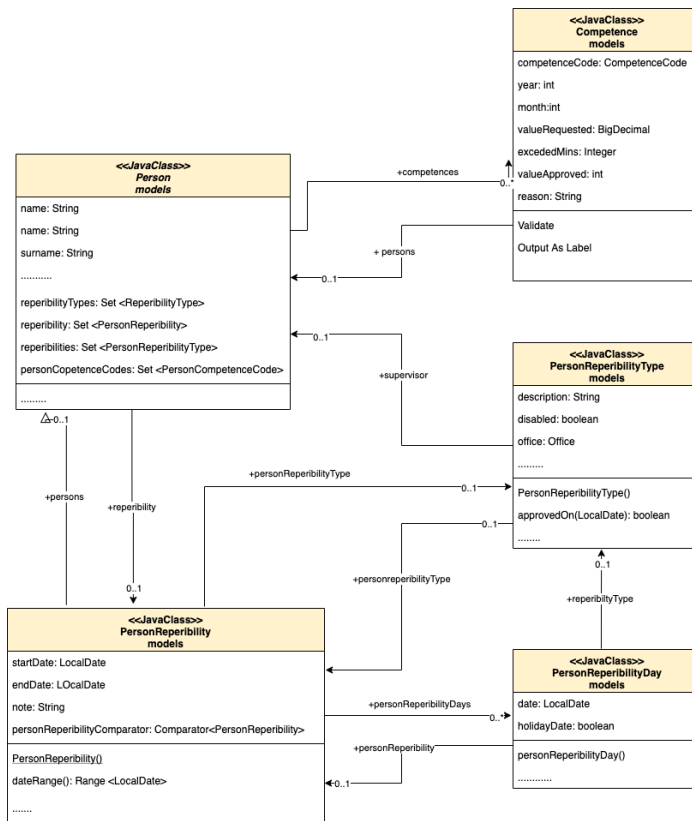 <<JavaClass>>
Competence
models
competenceCode: CompetenceCode
year: int
month:int
valueRequested: BigDecimal
excededMins: Integer
valueApproved: int
reason: String
Validate
Output As Label
<<JavaClass>>
Person
models
name: String
name: String
surname: String
...........
reperibilityTypes: Set <ReperibilityType>
reperibility: Set <PersonReperibility>
reperibilities: Set <PersonReperibilityType>
personCopetenceCodes: Set <PersonCompetenceCode>
.........
+competences
0..*
+ persons
0..1
0..1
+supervisor
<<JavaClass>>
PersonReperibilityType
models
description: String
disabled: boolean
office: Office
.........
PersonReperibilityType()
approvedOn(LocalDate): boolean
........
0..1
+persons
+reperibility
0..1
+personReperibilityType
0..1
0..1
+personreperibilityType
0..1
+reperibiltyType
<<JavaClass>>
PersonReperibility
models
startDate: LocalDate
endDate: LOcalDate
note: String
personReperibilityComparator: Comparator<PersonReperibility>
PersonReperibility()
dateRange(): Range <LocalDate>
.......
+personReperibilityDays
0..*
+personReperibility
0..1
<<JavaClass>>
PersonReperibilityDay
models
date: LocalDate
holidayDate: boolean
personReperibilityDay()
............